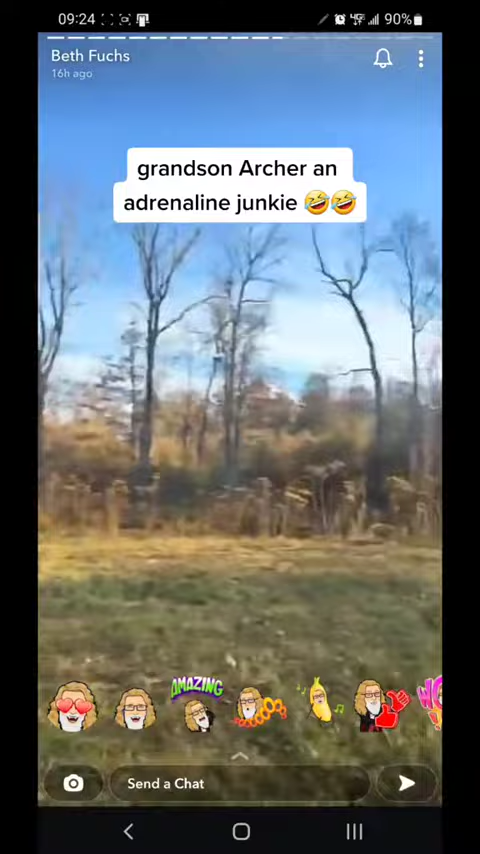 09:24
90%
Beth Fuchs
16h ago
grandson Archer an
adrenaline junkie 🤣🤣
AMAZING
Send a Chat